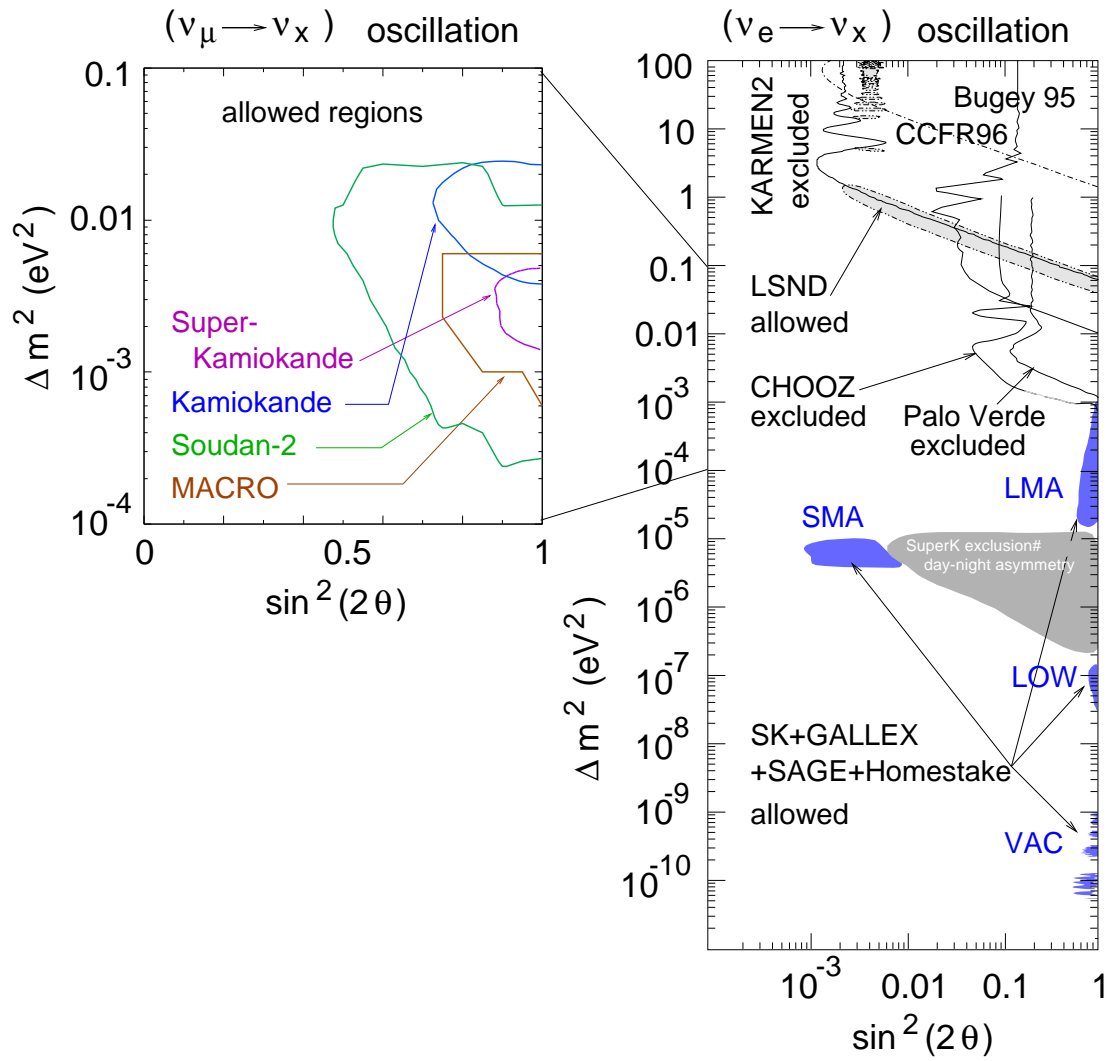 (ν_μ → ν_x) oscillation
0.1
0.01
10^-3
10^-4
Δ m^2 (eV^2)
allowed regions
Super-
Kamiokande
Kamiokande
Soudan-2
MACRO
0
0.5
1
sin^2(2θ)
(ν_e → ν_x) oscillation
100
10
1
0.1
0.01
10^-3
10^-4
10^-5
10^-6
10^-7
10^-8
10^-9
10^-10
Δ m^2 (eV^2)
KARMEN2
excluded
Bugey 95
CCFR96
LSND
allowed
CHOOZ
excluded
Palo Verde
excluded
LMA
SMA
SuperK exclusion#
day-night asymmetry
LOW
SK+GALLEX
+SAGE+Homestake
allowed
VAC
10^-3
0.01
0.1
1
sin^2(2θ)